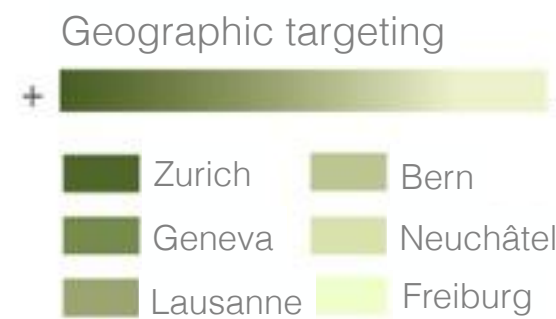 Geographic targeting
+
Zurich
Bern
Geneva
Neuchâtel
Lausanne
Freiburg